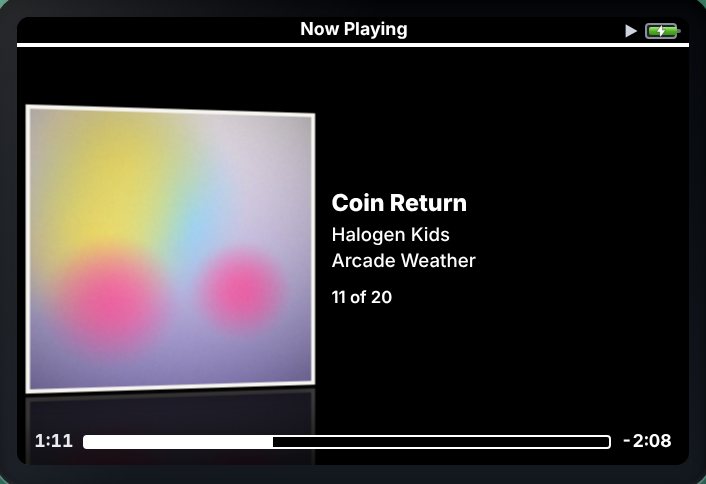 Now Playing
Coin Return
Halogen Kids
Arcade Weather
11 of 20
1:11
-2:08